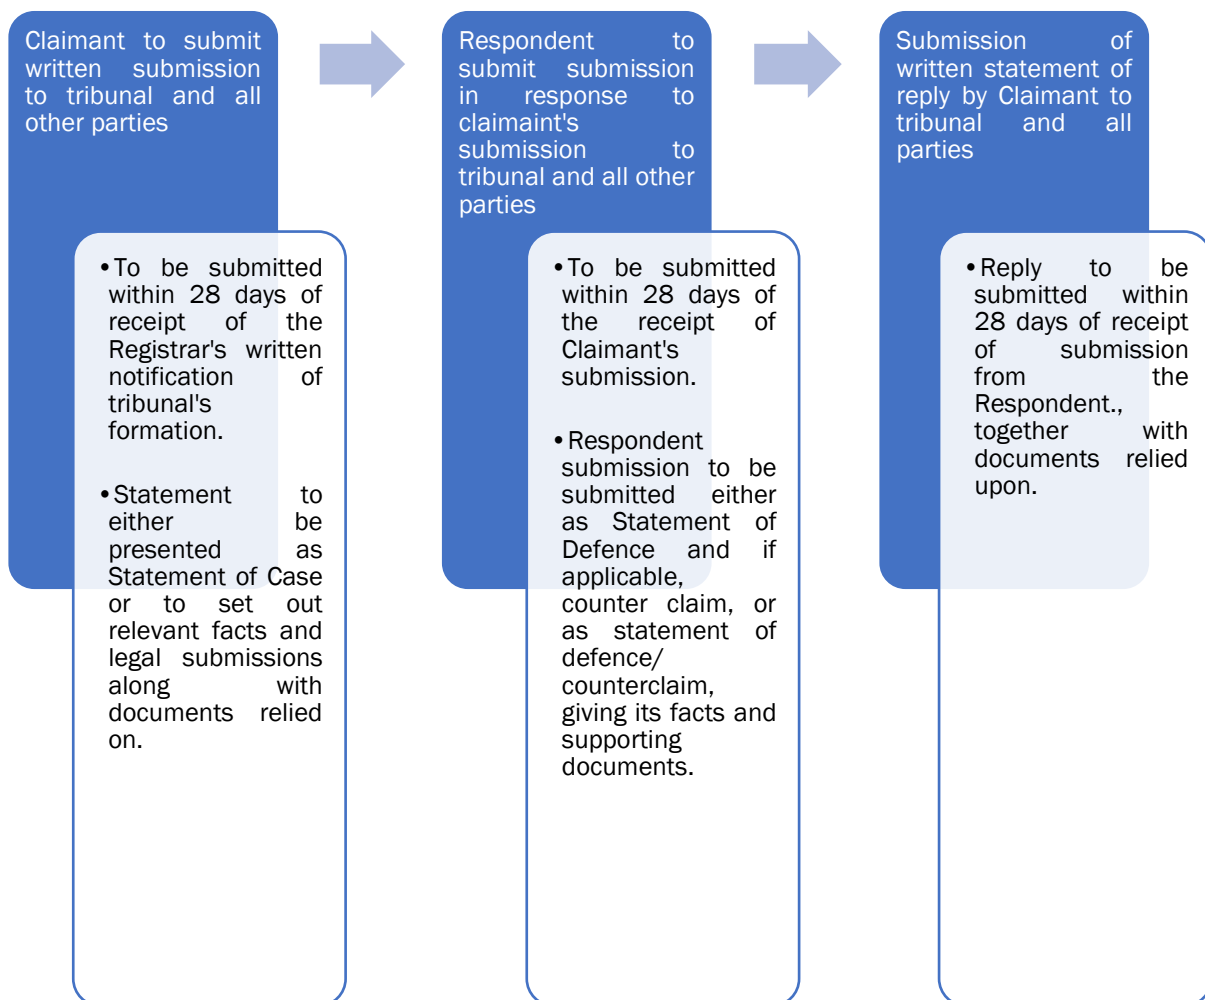 Claimant to submit
written submission
to tribunal and all
other parties
•To be submitted
within 28 days of
receipt of the
Registrar's written
notification of
tribunal's
formation.
•Statement to
either be
presented as
Statement of Case
or to set out
relevant facts and
legal submissions
along with
documents relied
on.
Respondent to
submit submission
in response to
claimaint's
submission to
tribunal and all other
parties
•To be submitted
within 28 days of
the receipt of
Claimant's
submission.
•Respondent
submission to be
submitted either
as Statement of
Defence and if
applicable,
counter claim, or
as statement of
defence/
counterclaim,
giving its facts and
supporting
documents.
Submission of
written statement of
reply by Claimant to
tribunal and all
parties
•Reply to be
submitted within
28 days of receipt
of submission
from the
Respondent.,
together with
documents relied
upon.